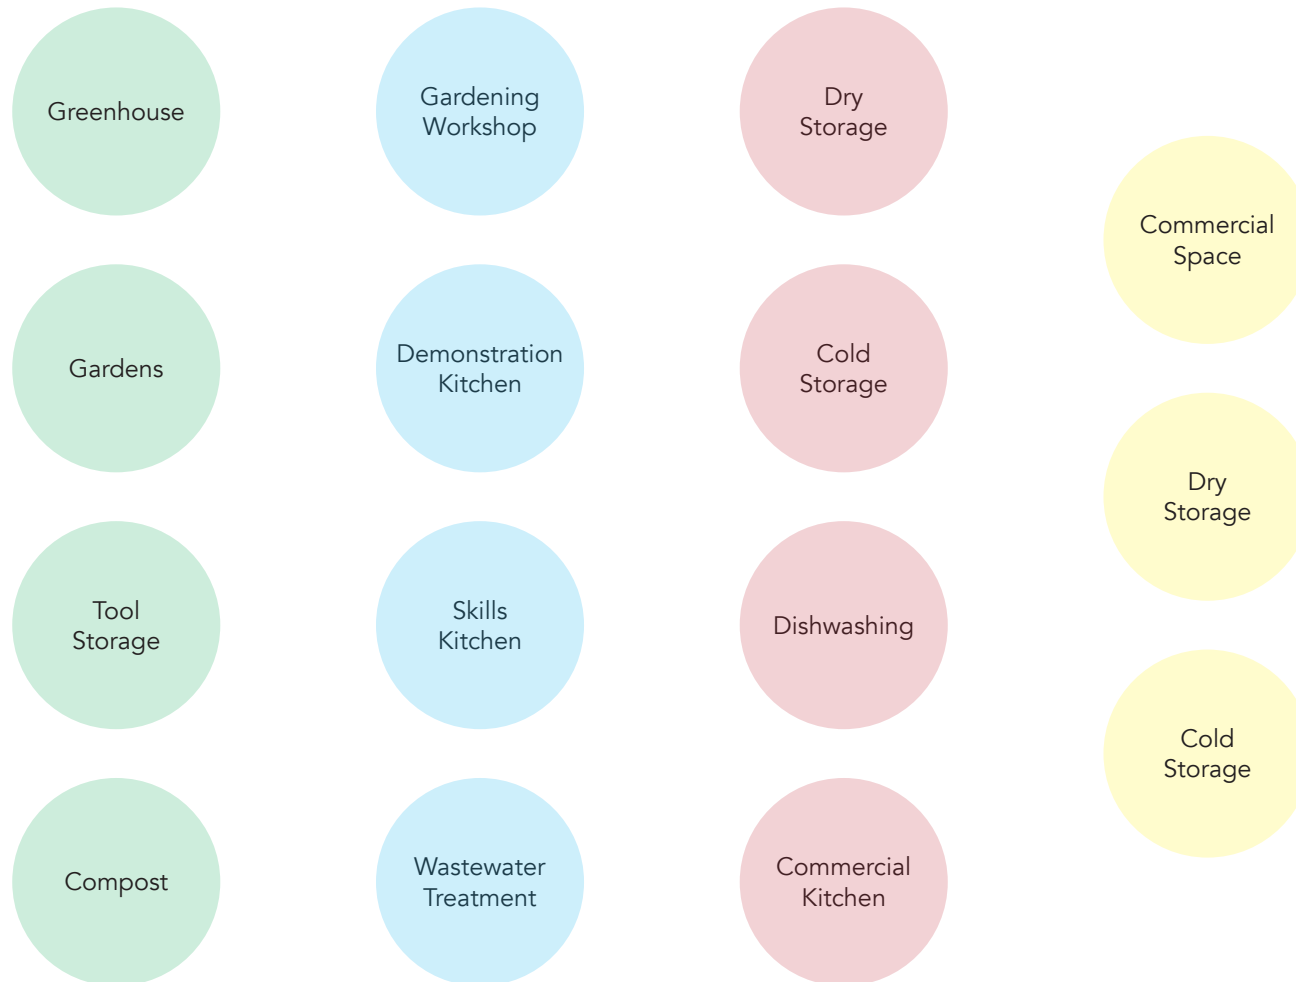 Greenhouse
Gardening
Workshop
Dry
Storage
Commercial
Space
Gardens
Demonstration
Kitchen
Cold
Storage
Dry
Storage
Tool
Storage
Skills
Kitchen
Dishwashing
Cold
Storage
Compost
Wastewater
Treatment
Commercial
Kitchen